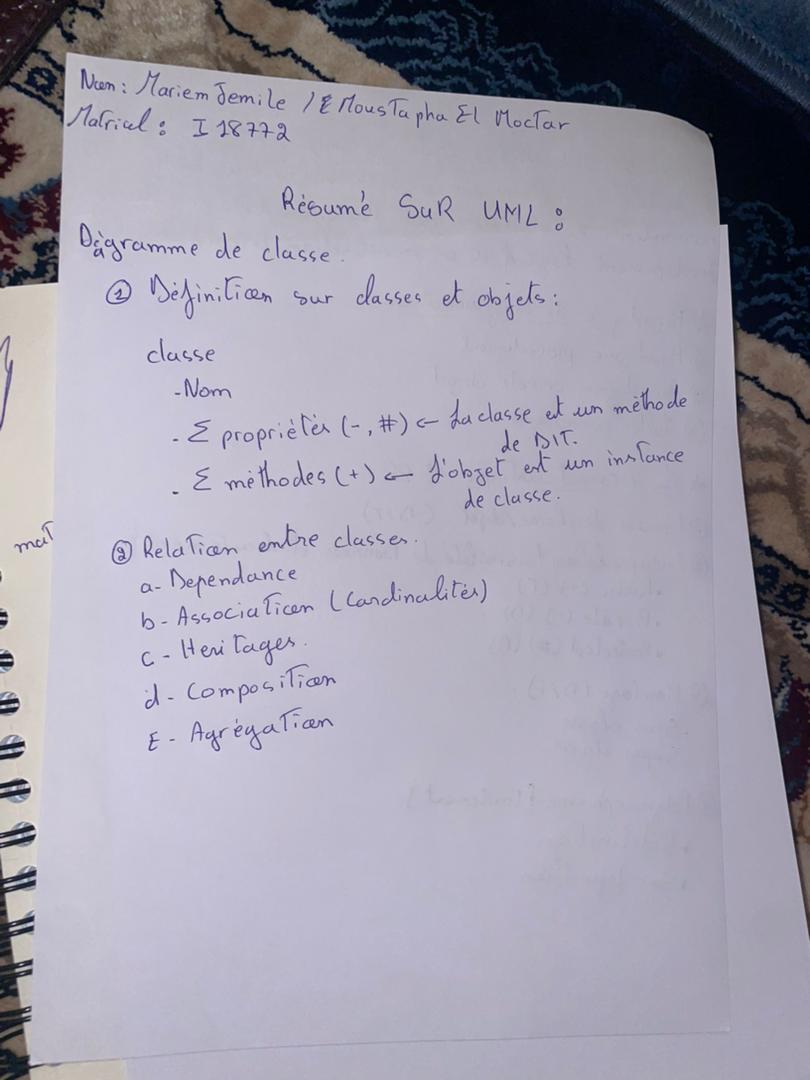 Nom : Mariem Jemile / E Moustapha El Moctar
Matricul : I 18772
Résumé SUR UML :
Diagramme de classe.
① Définition sur classes et objets :
classe
- Nom
- Σ propriétés (-, #) ← La classe est un méthode
de DIT.
- Σ méthodes (+) ← L'objet est un instance
de classe.
② Relation entre classes.
a- Dependance
b- Association (Cardinalités)
c- Heritages.
d- Composition
E- Agrégation
mat